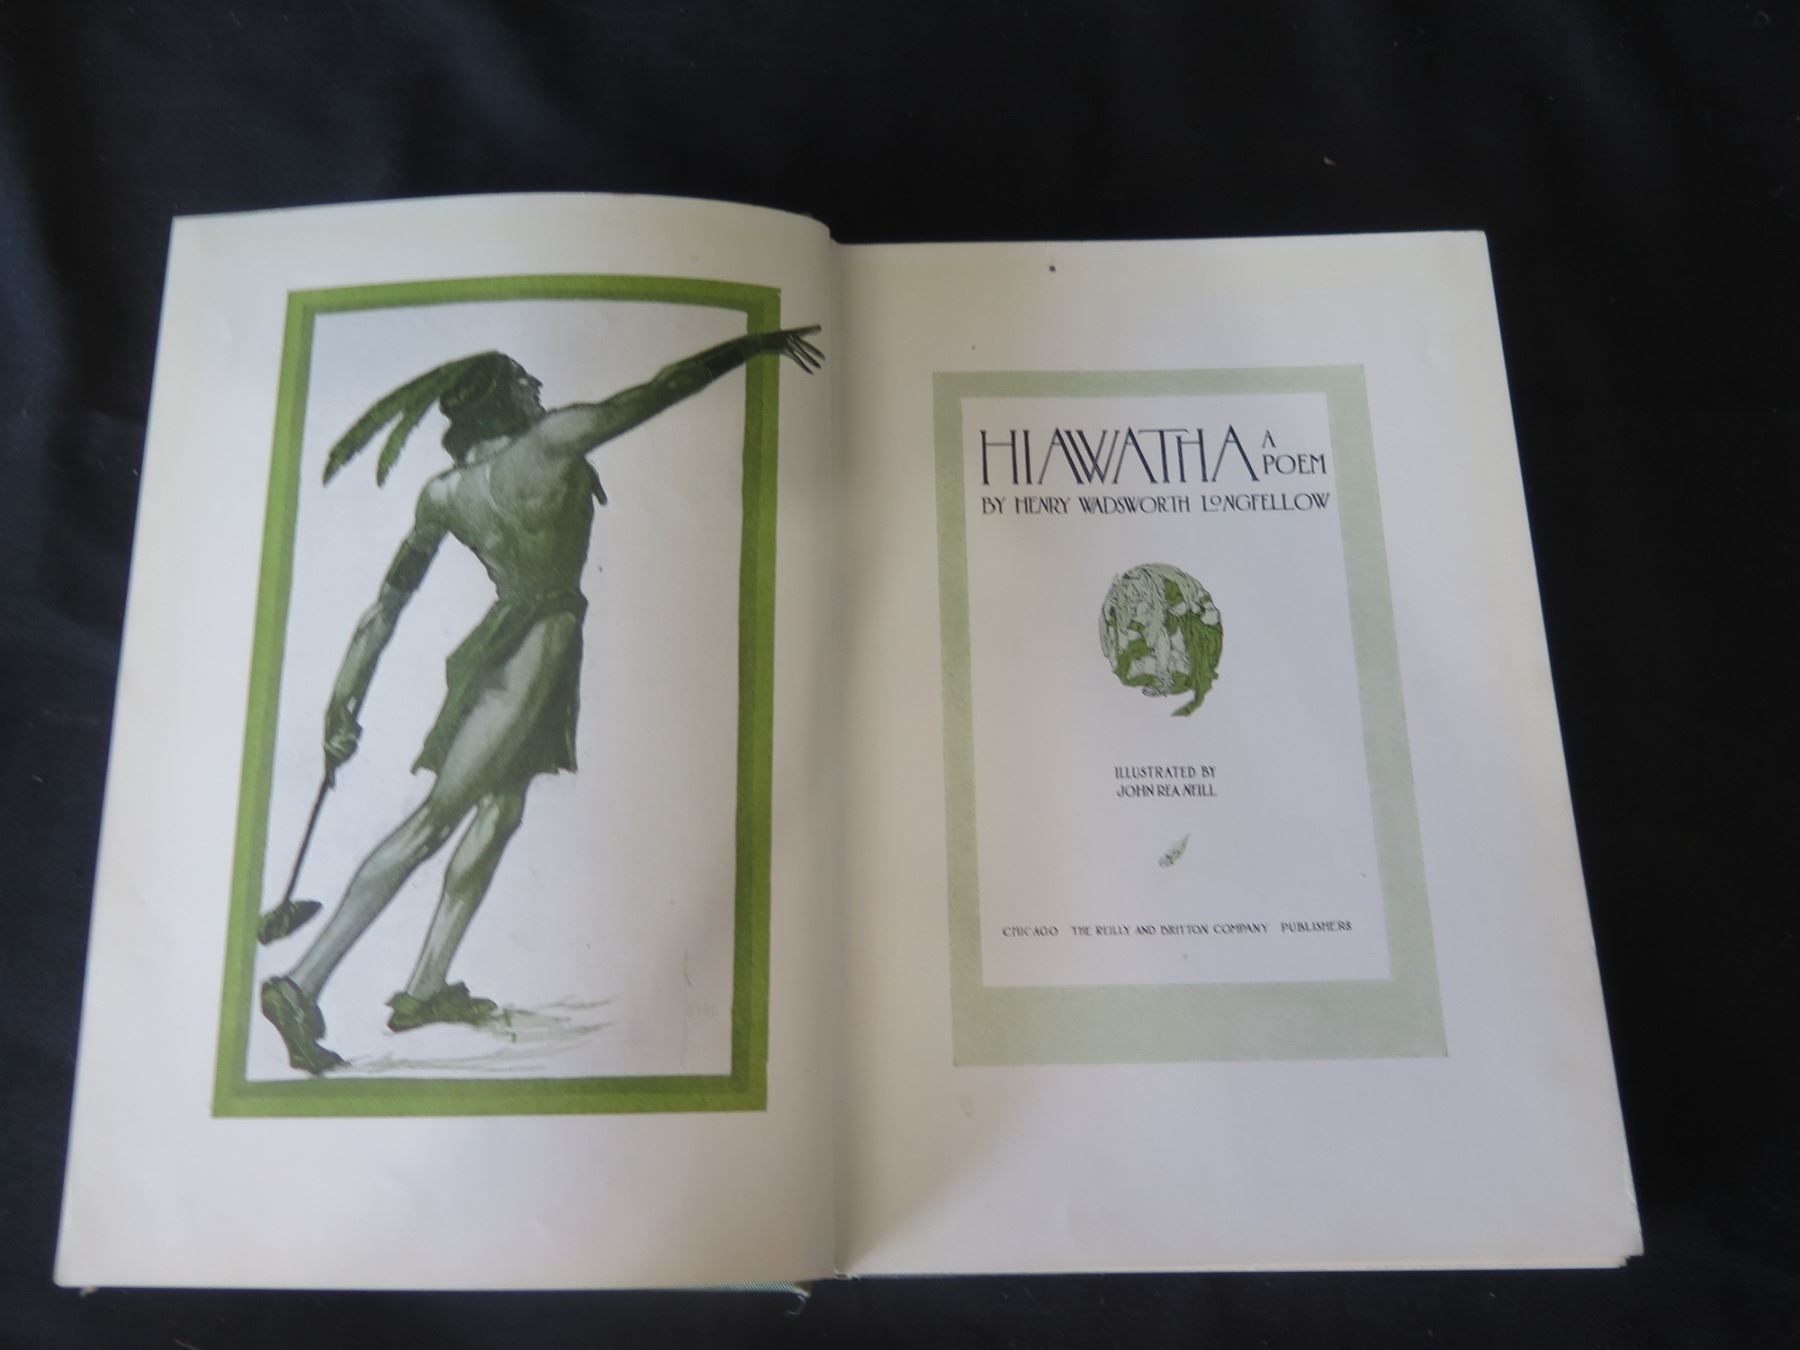 HIAWATHA A POEM
BY HENRY WADSWORTH LONGFELLOW
ILLUSTRATED BY
JOHN REA NEILL
CHICAGO THE REILLY AND BRITTON COMPANY PUBLISHERS